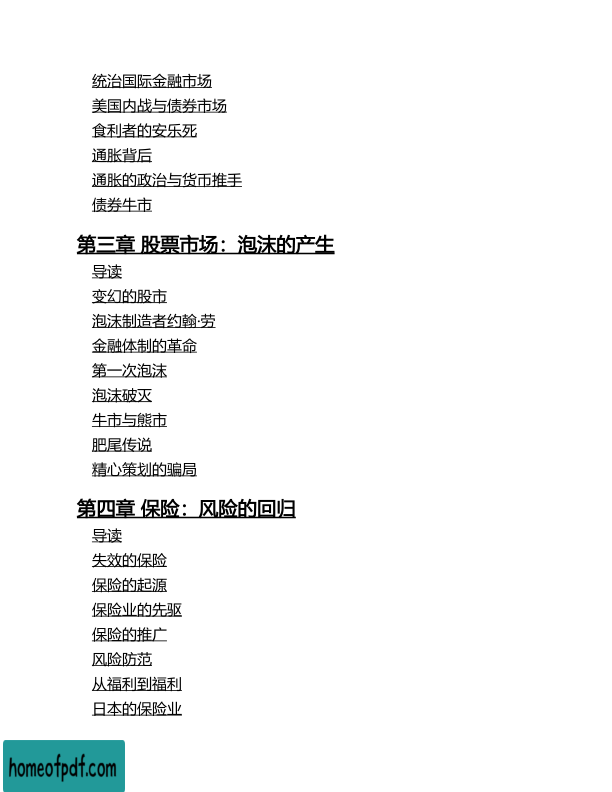 统治国际金融市场
美国内战与债券市场
食利者的安乐死
通胀背后
通胀的政治与货币推手
债券牛市
第三章 股票市场：泡沫的产生
导读
变幻的股市
泡沫制造者约翰·劳
金融体制的革命
第一次泡沫
泡沫破灭
牛市与熊市
肥尾传说
精心策划的骗局
第四章 保险：风险的回归
导读
失效的保险
保险的起源
保险业的先驱
保险的推广
风险防范
从福利到福利
日本的保险业
homeofpdf.com